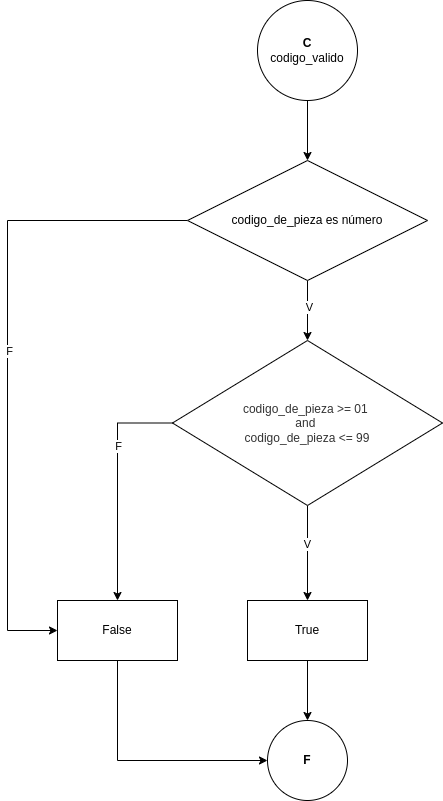 C
codigo_valido
codigo_de_pieza es número
V
F
codigo_de_pieza >= 01
and
codigo_de_pieza <= 99
F
V
False
True
F